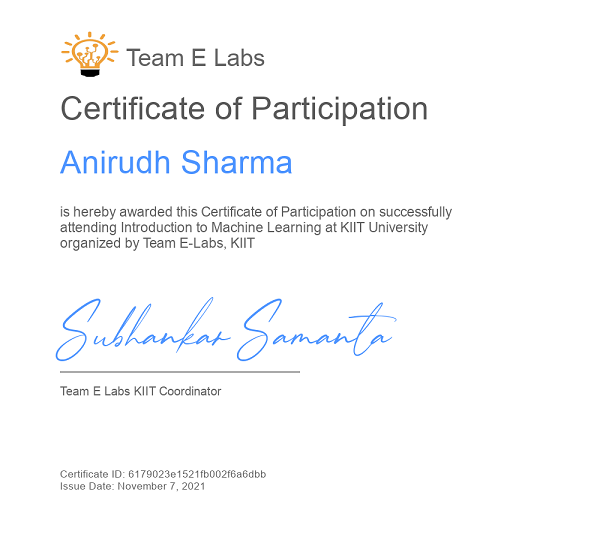 Team E Labs
Certificate of Participation
Anirudh Sharma
is hereby awarded this Certificate of Participation on successfully
attending Introduction to Machine Learning at KIIT University
organized by Team E-Labs, KIIT
Subhankar Samanta
Team E Labs KIIT Coordinator
Certificate ID: 6179023e1521fb002f6a6dbb
Issue Date: November 7, 2021